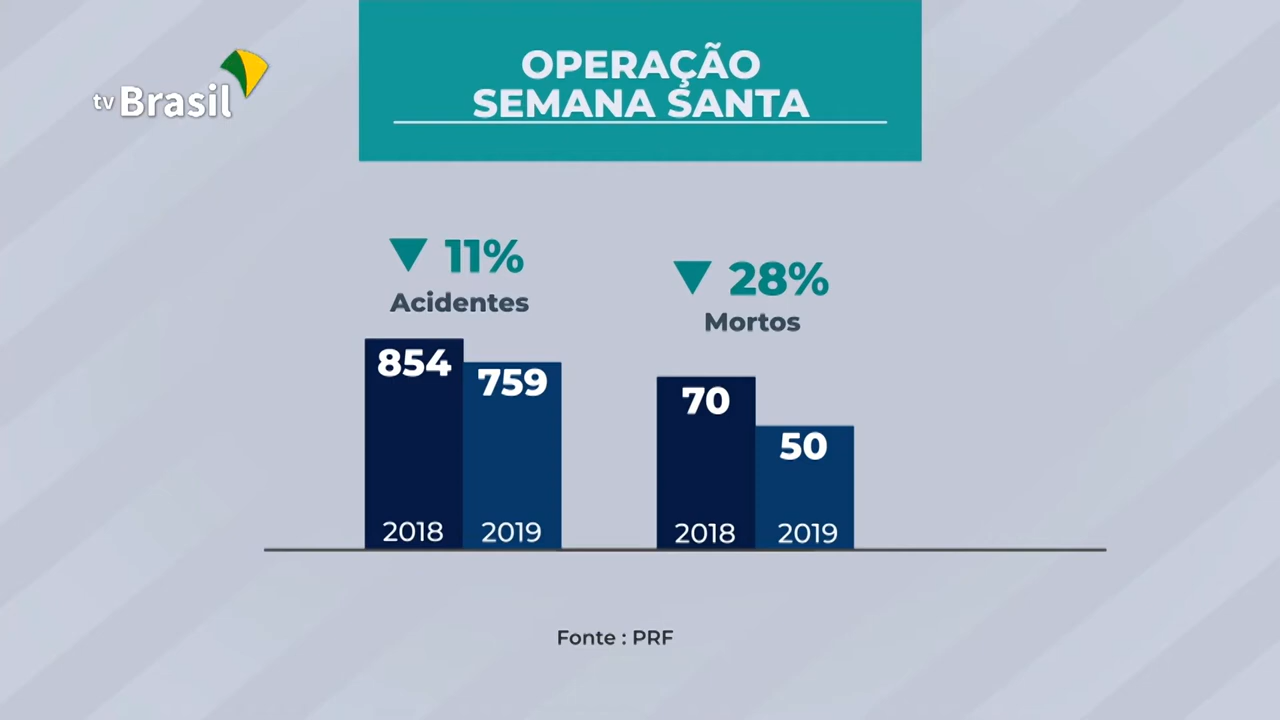 tv Brasil
OPERAÇÃO
SEMANA SANTA
▼ 11%
Acidentes
854
759
2018
2019
▼ 28%
Mortos
70
50
2018
2019
Fonte : PRF